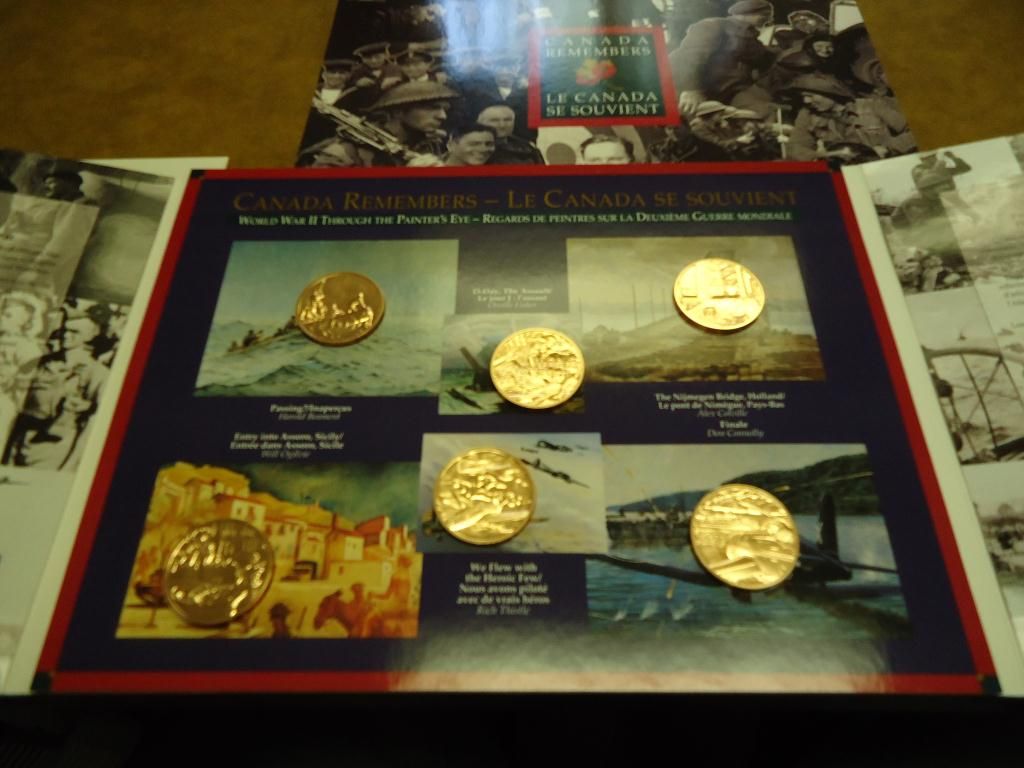 CANADA
REMEMBERS
LE CANADA
SE SOUVIENT
CANADA REMEMBERS – LE CANADA SE SOUVIENT
WORLD WAR II THROUGH THE PAINTER'S EYE – REGARDS DE PEINTRES SUR LA DEUXIÈME GUERRE MONDIALE
D-Day, The Assault/
Le jour J : l'assaut
Orville Fisher
Passing?/Inaperçus
Harold Beament
The Nijmegen Bridge, Holland/
Le pont de Nimègue, Pays-Bas
Alex Colville
Finale
Don Connolly
Entry into Assoro, Sicily/
Entrée dans Assoro, Sicile
Will Ogilvie
We Flew with
the Heroic Few/
Nous avons piloté
avec de vrais héros
Rich Thistle